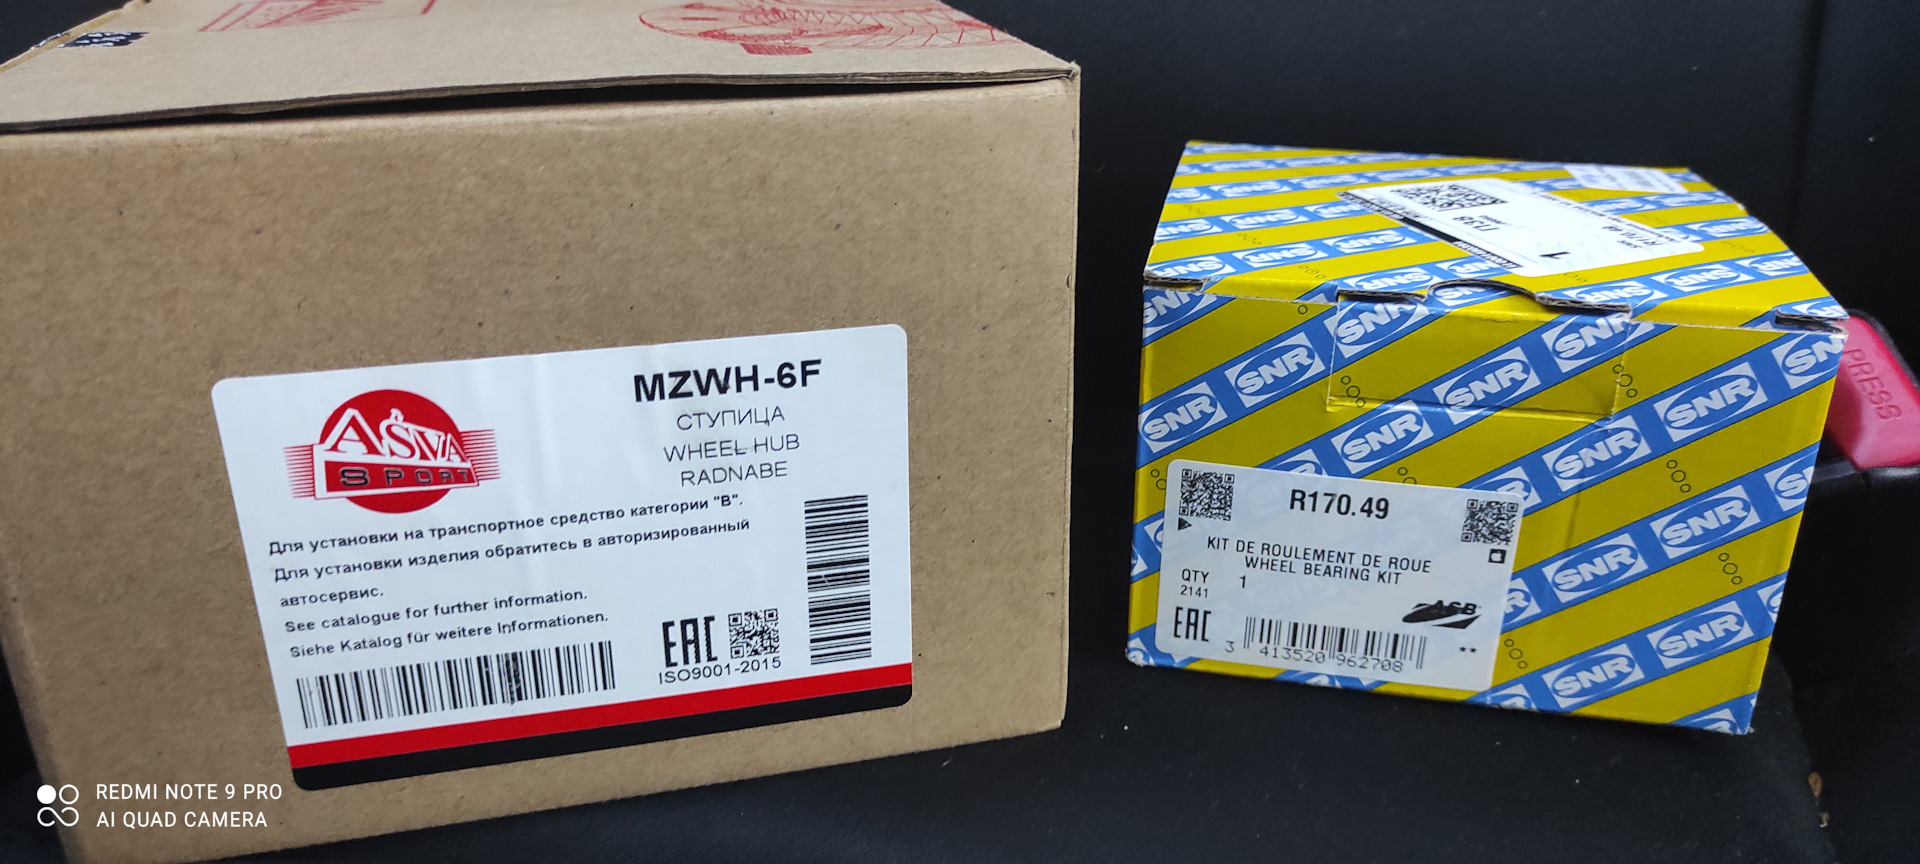 AŠVA
SPORT
MZWH-6F
СТУПИЦА
WHEEL HUB
RADNABE
Для установки на транспортное средство категории "B".
Для установки изделия обратитесь в авторизированный
автосервис.
See catalogue for further information.
Siehe Katalog für weitere Informationen.
EAC
ISO9001-2015
SNR
R170.49
KIT DE ROULEMENT DE ROUE
WHEEL BEARING KIT
QTY 1
2141
EAC
ASB
3 413520 962708 **
1
PRESS
REDMI NOTE 9 PRO
AI QUAD CAMERA